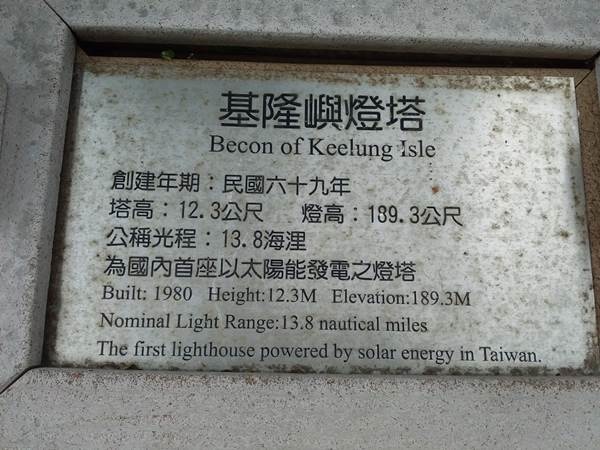 基隆嶼燈塔
Becon of Keelung Isle
創建年期：民國六十九年
塔高：12.3公尺 燈高：189.3公尺
公稱光程：13.8海浬
為國內首座以太陽能發電之燈塔
Built: 1980 Height:12.3M Elevation:189.3M
Nominal Light Range:13.8 nautical miles
The first lighthouse powered by solar energy in Taiwan.